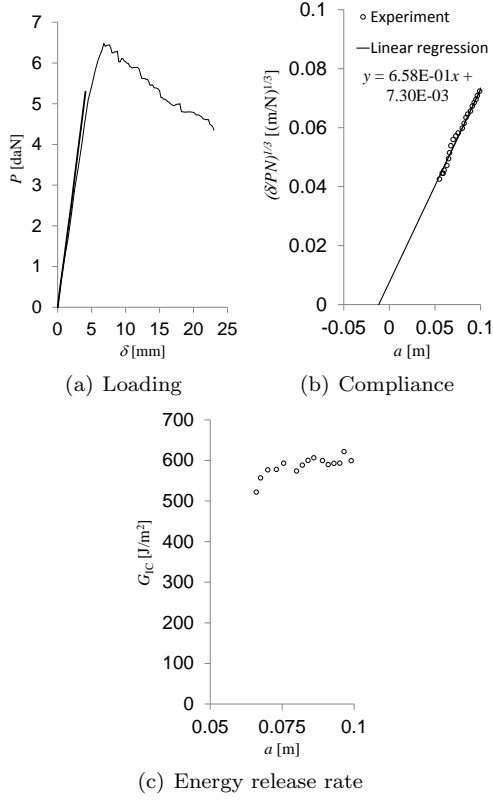 7
6
5
4
3
2
1
0
P [daN]
0 5 10 15 20 25
δ [mm]
(a) Loading
0.1
0.08
0.06
0.04
0.02
0
(δ/PN)^1/3 [(m/N)^1/3]
Experiment
Linear regression
y = 6.58E-01x +
7.30E-03
-0.05 0 0.05 0.1
a [m]
(b) Compliance
700
600
500
400
300
200
100
0
G_IC [J/m²]
0.05 0.075 0.1
a [m]
(c) Energy release rate